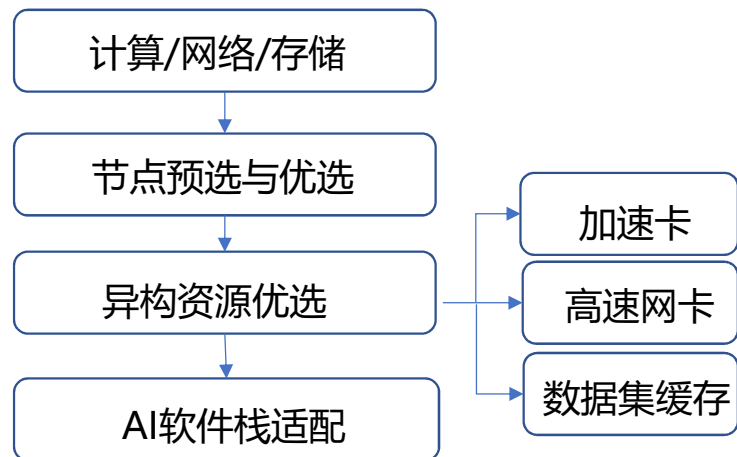 计算/网络/存储
节点预选与优选
异构资源优选
AI软件栈适配
加速卡
高速网卡
数据集缓存